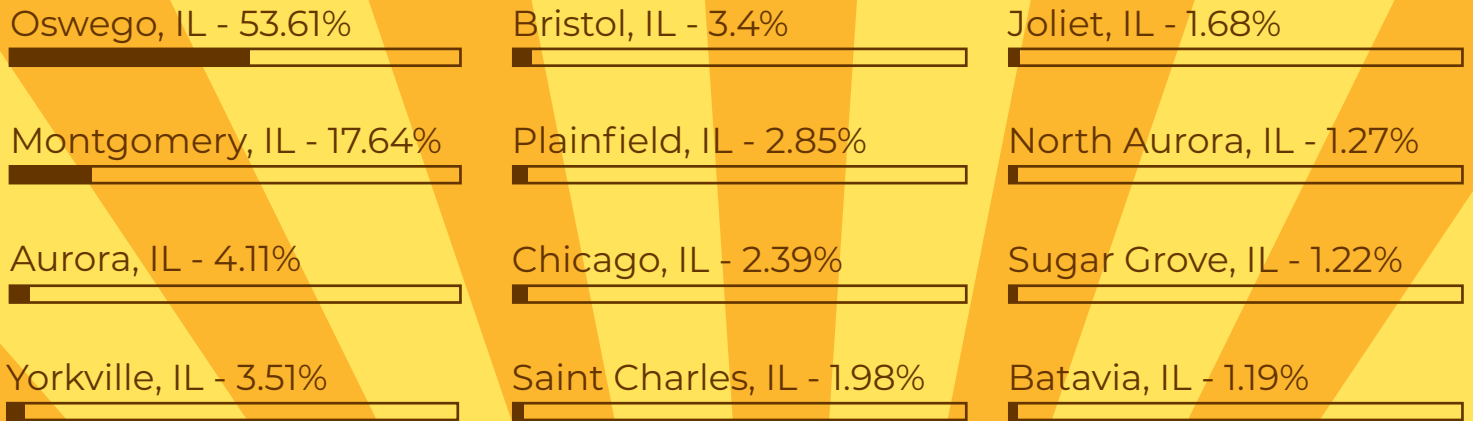 Oswego, IL - 53.61%
Montgomery, IL - 17.64%
Aurora, IL - 4.11%
Yorkville, IL - 3.51%
Bristol, IL - 3.4%
Plainfield, IL - 2.85%
Chicago, IL - 2.39%
Saint Charles, IL - 1.98%
Joliet, IL - 1.68%
North Aurora, IL - 1.27%
Sugar Grove, IL - 1.22%
Batavia, IL - 1.19%